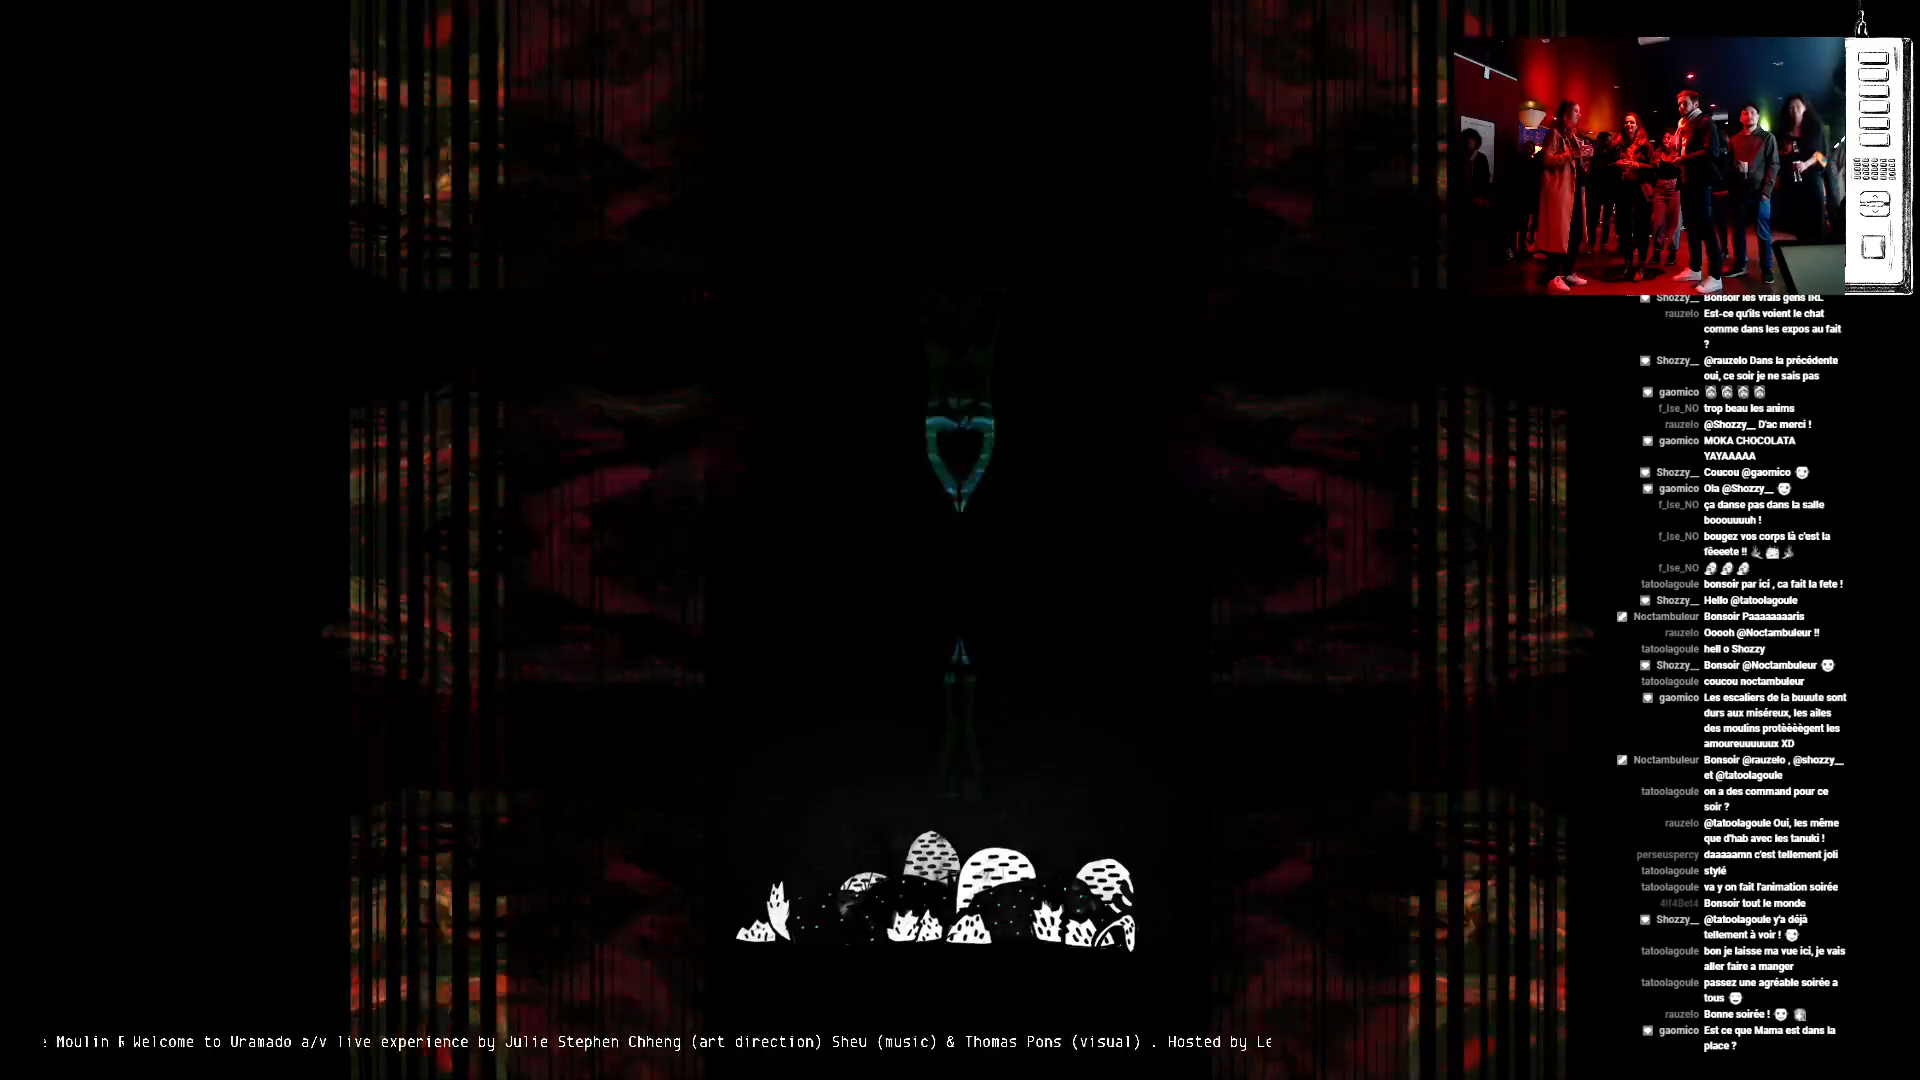 Shozzy__ Bonsoir les vrais gens IRL
rauzelo Est-ce qu'ils voient le chat
comme dans les expos au fait
?
Shozzy__ @rauzelo Dans la précédente
oui, ce soir je ne sais pas
gaomico
f_lse_NO trop beau les anims
rauzelo @Shozzy__ D'ac merci !
gaomico MOKA CHOCOLATA
YAYAAAAA
Shozzy__ Coucou @gaomico
gaomico Ola @Shozzy__
f_lse_NO ça danse pas dans la salle
booouuuuh !
f_lse_NO bougez vos corps là c'est la
fêeeete !!
f_lse_NO
tatoolagoule bonsoir par ici , ca fait la fete !
Shozzy__ Hello @tatoolagoule
Noctambuleur Bonsoir Paaaaaaaaris
rauzelo Ooooh @Noctambuleur !!
tatoolagoule hell o Shozzy
Shozzy__ Bonsoir @Noctambuleur
tatoolagoule coucou noctambuleur
gaomico Les escaliers de la buuute sont
durs aux miséreux, les ailes
des moulins protèèèègent les
amoureuuuuuux XD
Noctambuleur Bonsoir @rauzelo , @shozzy__
et @tatoolagoule
tatoolagoule on a des command pour ce
soir ?
rauzelo @tatoolagoule Oui, les même
que d'hab avec les tanuki !
perseuspercy daaaaamn c'est tellement joli
tatoolagoule stylé
tatoolagoule va y on fait l'animation soirée
4lf4Bet4 Bonsoir tout le monde
Shozzy__ @tatoolagoule y'a déjà
tellement à voir !
tatoolagoule bon je laisse ma vue ici, je vais
aller faire a manger
tatoolagoule passez une agréable soirée a
tous
rauzelo Bonne soirée !
gaomico Est ce que Mama est dans la
place ?
Moulin R Welcome to Uramado a/v live experience by Julie Stephen Chheng (art direction) Sheu (music) & Thomas Pons (visual) . Hosted by Le